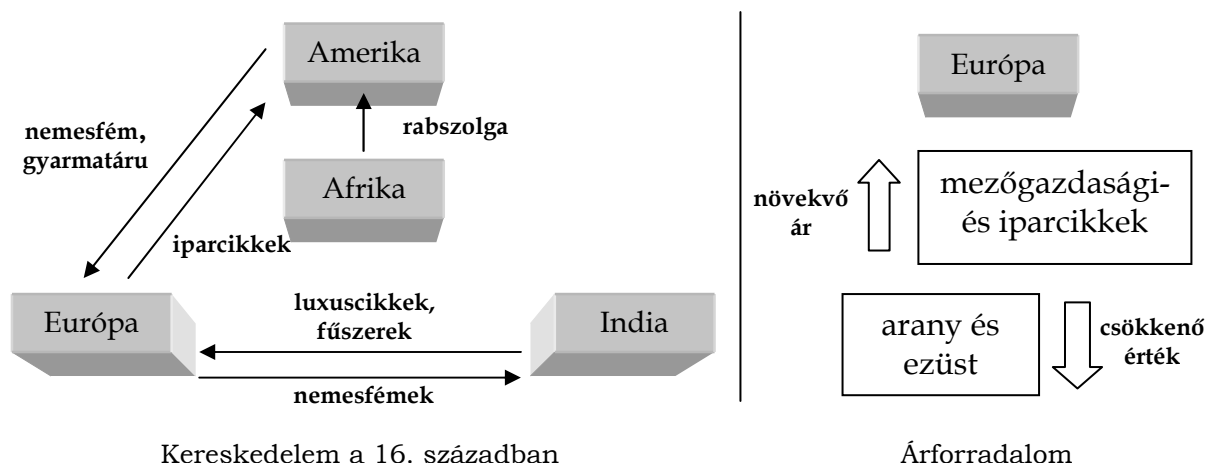 Amerika
nemesfém,
gyarmatáru
rabszolga
Afrika
iparcikkek
Európa
luxuscikkek,
fűszerek
India
nemesfémek
Kereskedelem a 16. században
Európa
növekvő
ár
mezőgazdasági-
és iparcikkek
arany és
ezüst
csökkenő
érték
Árforradalom